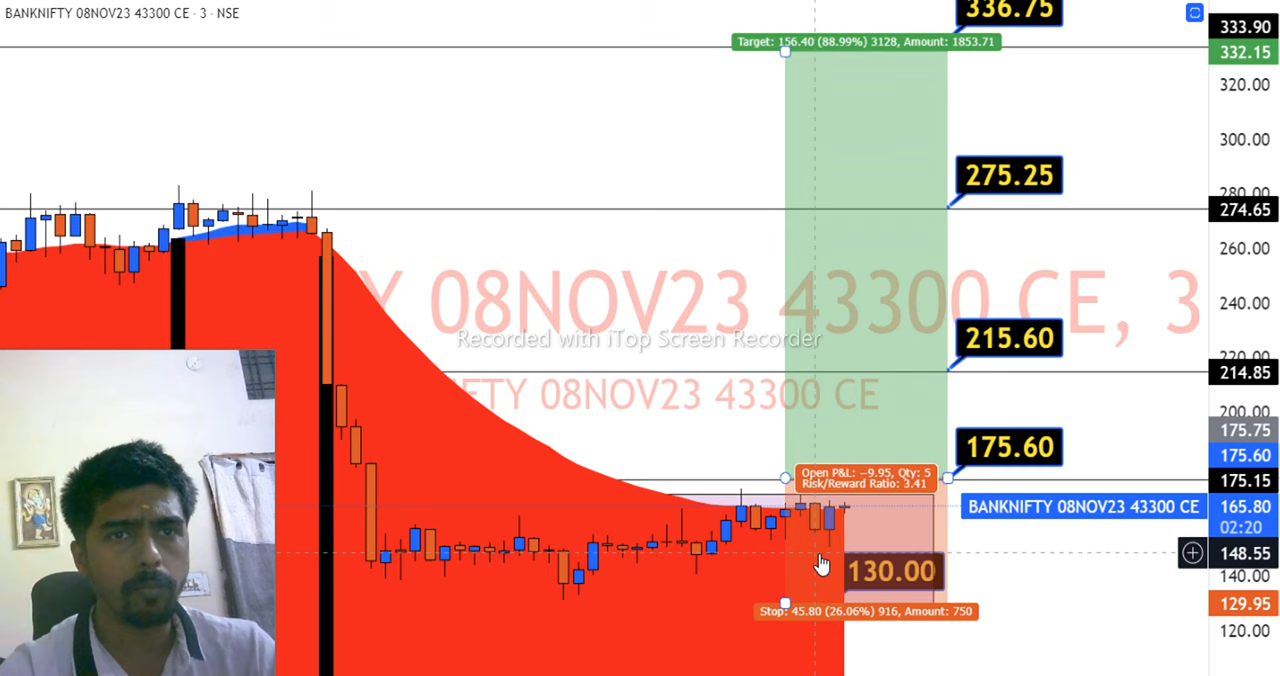 BANKNIFTY 08NOV23 43300 CE · 3 · NSE
336.75
333.90
Target: 156.40 (88.99%) 3128, Amount: 1853.71
332.15
320.00
300.00
275.25
280.00
274.65
260.00
Y 08NOV23 43300 CE, 3
240.00
Recorded with iTop Screen Recorder
215.60
220.00
214.85
IFTY 08NOV23 43300 CE
200.00
175.75
175.60
175.60
Open P&L: −9.95, Qty: 5
Risk/Reward Ratio: 3.41
175.15
BANKNIFTY 08NOV23 43300 CE
165.80
02:20
148.55
130.00
140.00
129.95
Stop: 45.80 (26.06%) 916, Amount: 750
120.00